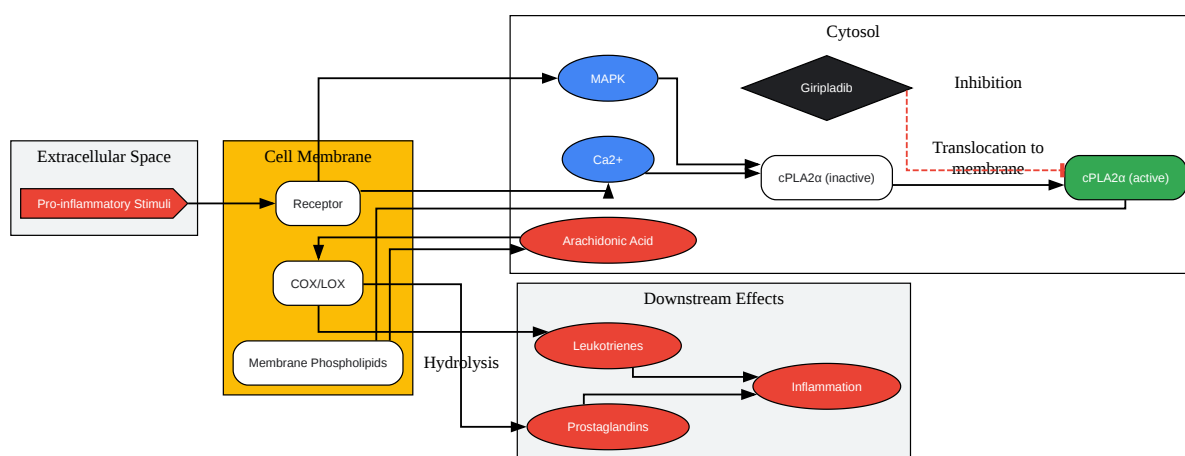 Cytosol
MAPK
Giripladib
Inhibition
Extracellular Space
Cell Membrane
Ca2+
Translocation to
membrane
cPLA2α (inactive)
cPLA2α (active)
Pro-inflammatory Stimuli
Receptor
Arachidonic Acid
COX/LOX
Downstream Effects
Leukotrienes
Membrane Phospholipids
Hydrolysis
Inflammation
Prostaglandins